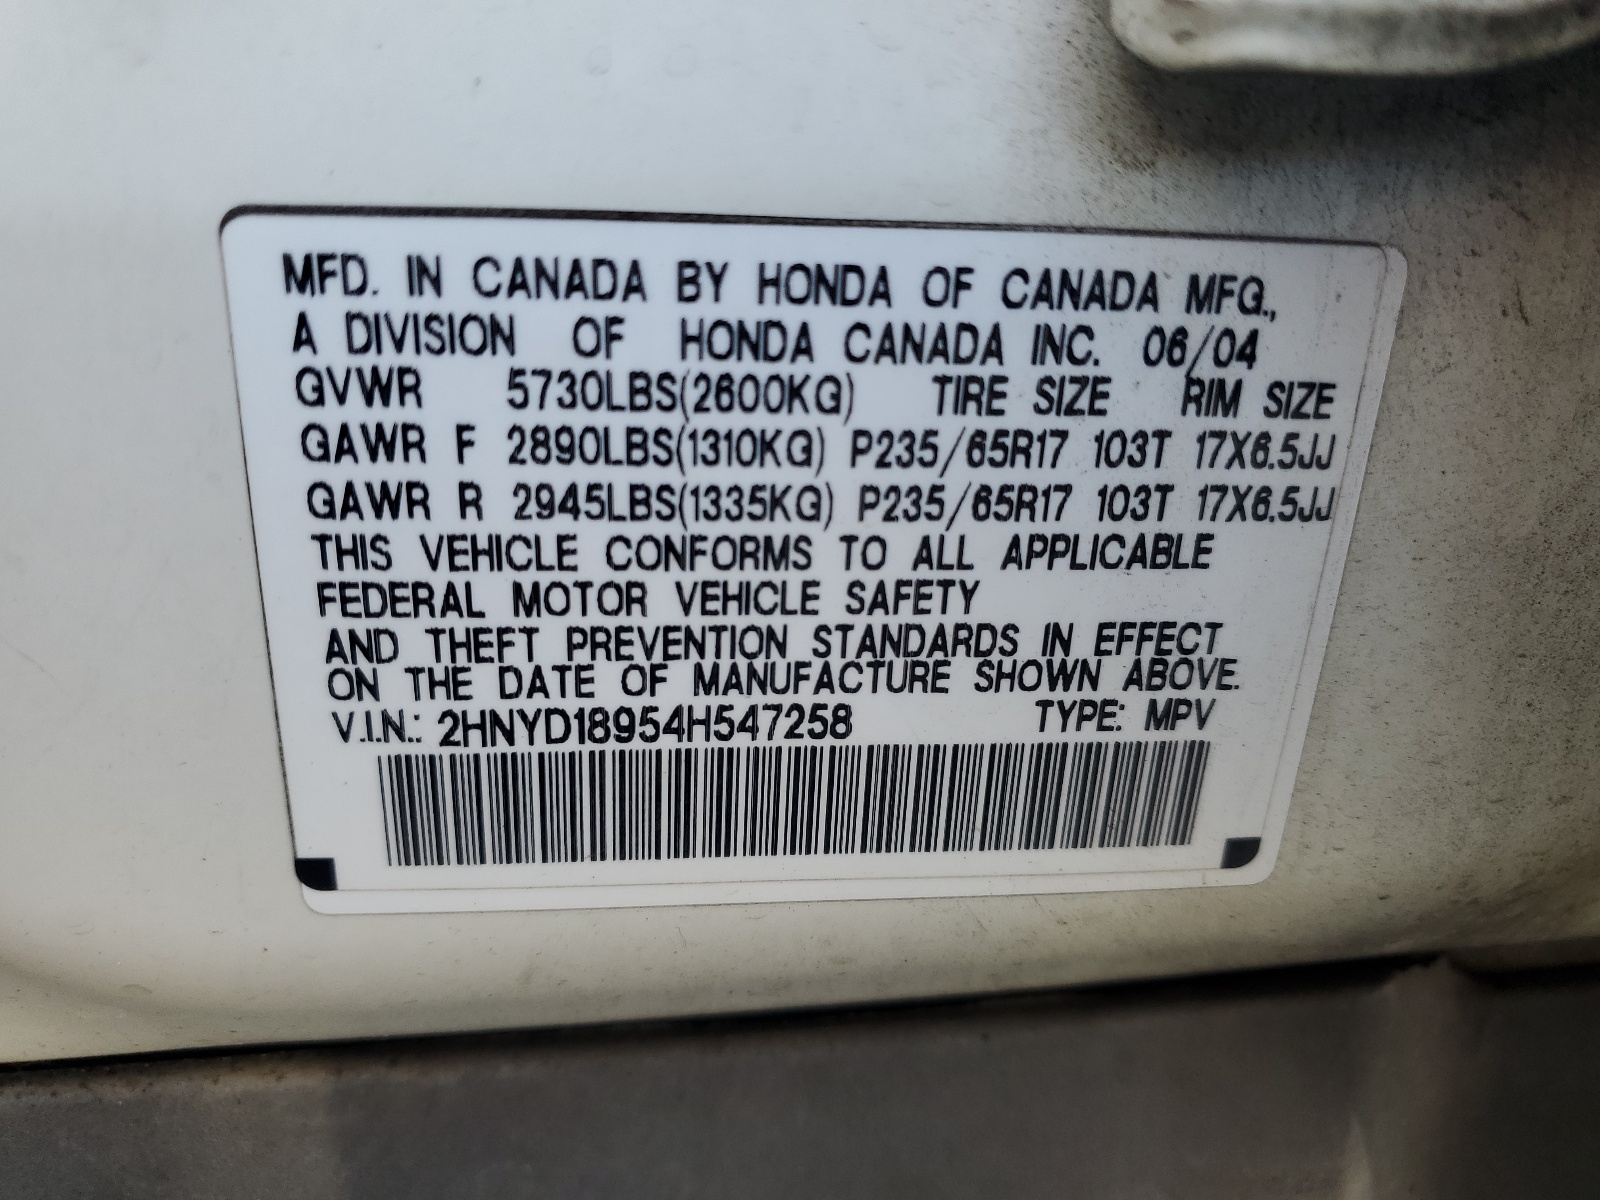 MFD. IN CANADA BY HONDA OF CANADA MFG.,
A DIVISION OF HONDA CANADA INC. 06/04
GVWR 5730LBS(2600KG) TIRE SIZE RIM SIZE
GAWR F 2890LBS(1310KG) P235/65R17 103T 17X6.5JJ
GAWR R 2945LBS(1335KG) P235/65R17 103T 17X6.5JJ
THIS VEHICLE CONFORMS TO ALL APPLICABLE
FEDERAL MOTOR VEHICLE SAFETY
AND THEFT PREVENTION STANDARDS IN EFFECT
ON THE DATE OF MANUFACTURE SHOWN ABOVE.
V.I.N.: 2HNYD18954H547258 TYPE: MPV